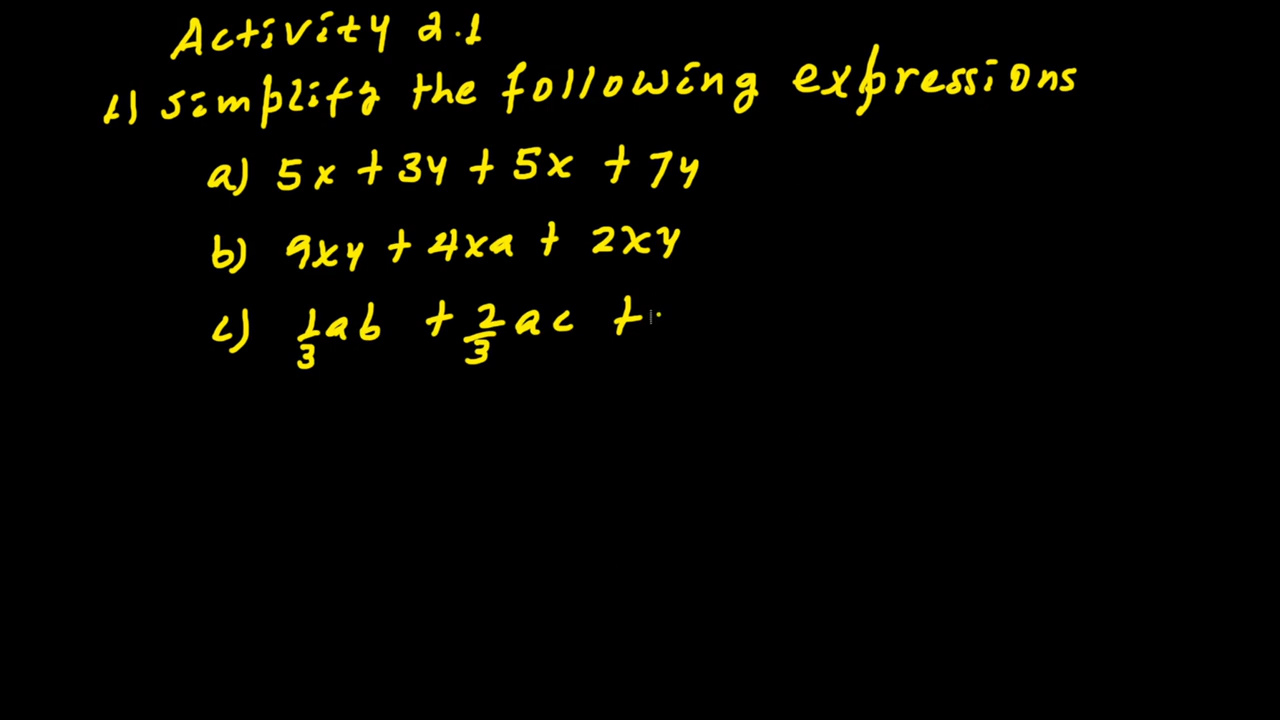 Activity 2.1
1) simplify the following expressions
a) 5x + 3y + 5x + 7y
b) 9xy + 4xa + 2xy
c) 1/3 ab + 2/3 ac +